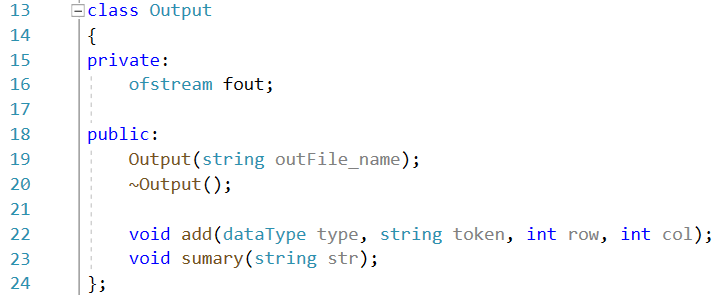 13 class Output
14 {
15 private:
16     ofstream fout;
17
18 public:
19     Output(string outFile_name);
20     ~Output();
21
22     void add(dataType type, string token, int row, int col);
23     void sumary(string str);
24 };